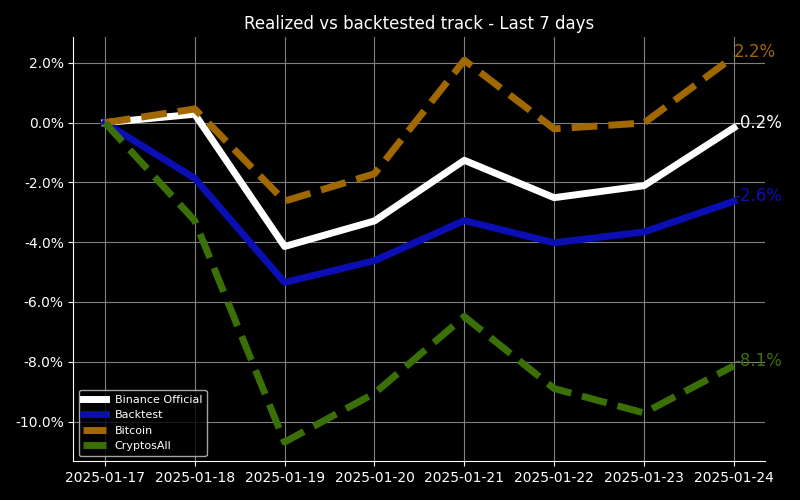 Realized vs backtested track - Last 7 days
2.0%
0.0%
-2.0%
-4.0%
-6.0%
-8.0%
-10.0%
2.2%
-0.2%
-2.6%
-8.1%
Binance Official
Backtest
Bitcoin
CryptosAll
2025-01-17 2025-01-18 2025-01-19 2025-01-20 2025-01-21 2025-01-22 2025-01-23 2025-01-24